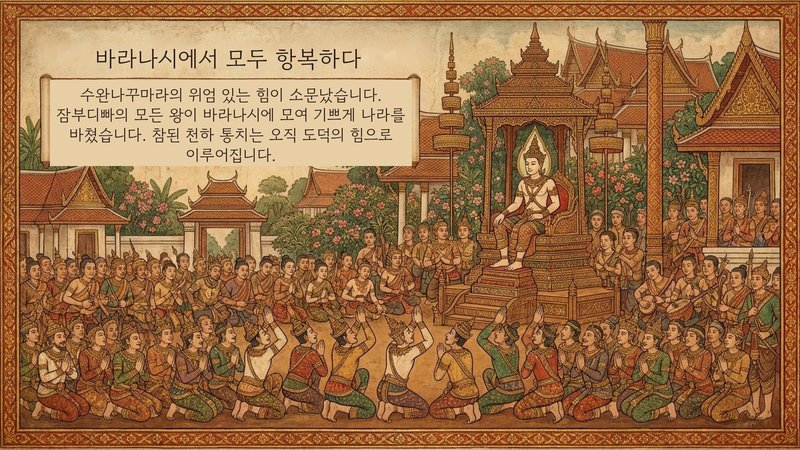 바라나시에서 모두 항복하다
수완나꾸마라의 위엄 있는 힘이 소문났습니다.
잠부디빠의 모든 왕이 바라나시에 모여 기쁘게 나라를
바쳤습니다. 참된 천하 통치는 오직 도덕의 힘으로
이루어집니다.